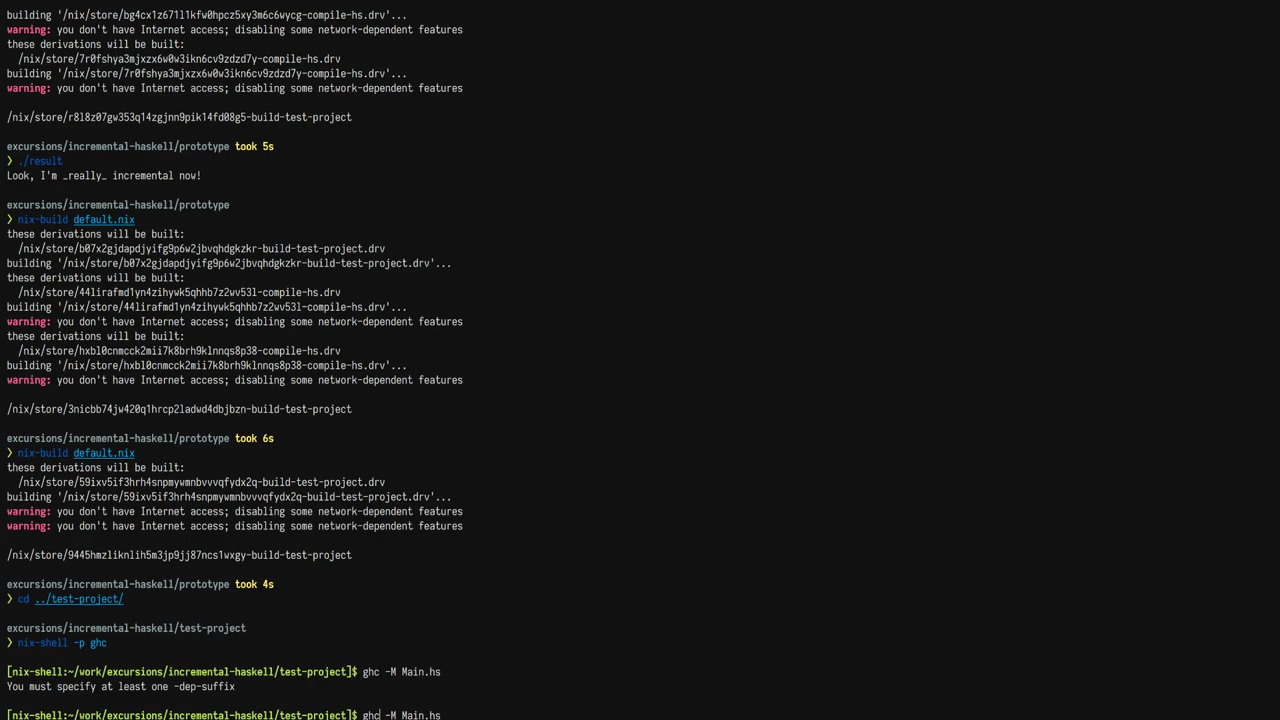 building '/nix/store/bg4cx1z671l1kfw0hpcz5xy3m6c6wycg-compile-hs.drv'...
warning: you don't have Internet access; disabling some network-dependent features
these derivations will be built:
  /nix/store/7r0fshya3mjxzx6w0w3ikn6cv9zdzd7y-compile-hs.drv
building '/nix/store/7r0fshya3mjxzx6w0w3ikn6cv9zdzd7y-compile-hs.drv'...
warning: you don't have Internet access; disabling some network-dependent features
/nix/store/r8l8z07gw353q14zgjnn9pik14fd08g5-build-test-project
excursions/incremental-haskell/prototype took 5s
❯ ./result
Look, I'm _really_ incremental now!
excursions/incremental-haskell/prototype
❯ nix-build default.nix
these derivations will be built:
  /nix/store/b07x2gjdapdjyifg9p6w2jbvqhdgkzkr-build-test-project.drv
building '/nix/store/b07x2gjdapdjyifg9p6w2jbvqhdgkzkr-build-test-project.drv'...
these derivations will be built:
  /nix/store/44lirafmd1yn4zihywk5qhhb7z2wv53l-compile-hs.drv
building '/nix/store/44lirafmd1yn4zihywk5qhhb7z2wv53l-compile-hs.drv'...
warning: you don't have Internet access; disabling some network-dependent features
these derivations will be built:
  /nix/store/hxbl0cnmcck2mii7k8brh9klnnqs8p38-compile-hs.drv
building '/nix/store/hxbl0cnmcck2mii7k8brh9klnnqs8p38-compile-hs.drv'...
warning: you don't have Internet access; disabling some network-dependent features
/nix/store/3nicbb74jw420q1hrcp2ladwd4dbjbzn-build-test-project
excursions/incremental-haskell/prototype took 6s
❯ nix-build default.nix
these derivations will be built:
  /nix/store/59ixv5if3hrh4snpmywmnbvvvqfydx2q-build-test-project.drv
building '/nix/store/59ixv5if3hrh4snpmywmnbvvvqfydx2q-build-test-project.drv'...
warning: you don't have Internet access; disabling some network-dependent features
warning: you don't have Internet access; disabling some network-dependent features
/nix/store/9445hmzliknlih5m3jp9jj87ncs1wxgy-build-test-project
excursions/incremental-haskell/prototype took 4s
❯ cd ../test-project/
excursions/incremental-haskell/test-project
❯ nix-shell -p ghc
[nix-shell:~/work/excursions/incremental-haskell/test-project]$ ghc -M Main.hs
You must specify at least one -dep-suffix
[nix-shell:~/work/excursions/incremental-haskell/test-project]$ ghc -M Main.hs